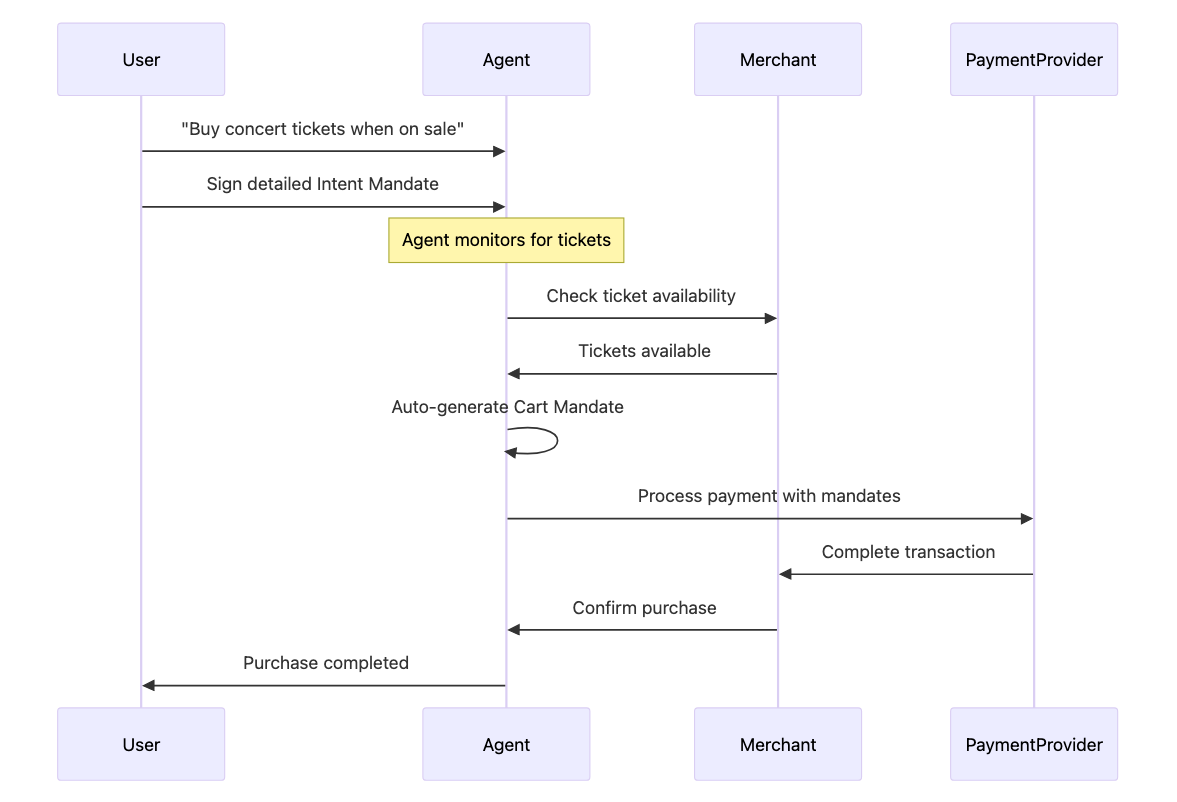 User
Agent
Merchant
PaymentProvider
"Buy concert tickets when on sale"
Sign detailed Intent Mandate
Agent monitors for tickets
Check ticket availability
Tickets available
Auto-generate Cart Mandate
Process payment with mandates
Complete transaction
Confirm purchase
Purchase completed
User
Agent
Merchant
PaymentProvider